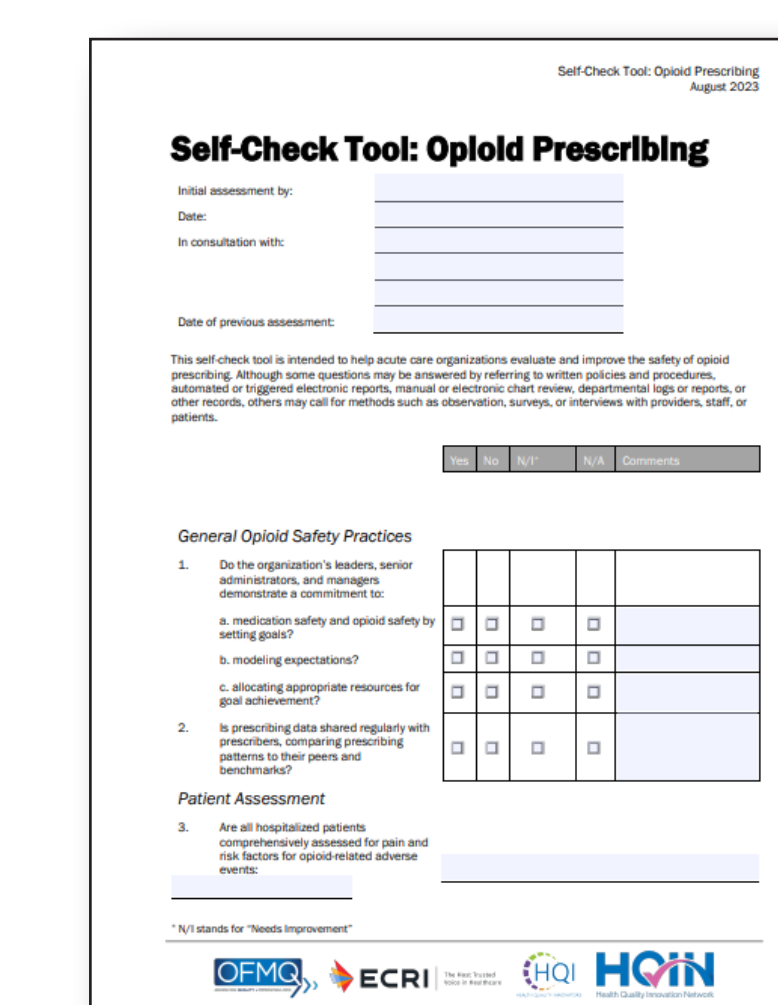 Self-Check Tool: Opioid Prescribing
August 2023
Self-Check Tool: Opioid Prescribing
Initial assessment by:
Date:
In consultation with:
Date of previous assessment:
This self-check tool is intended to help acute care organizations evaluate and improve the safety of opioid
prescribing. Although some questions may be answered by referring to written policies and procedures,
automated or triggered electronic reports, manual or electronic chart review, departmental logs or reports, or
other records, others may call for methods such as observation, surveys, or interviews with providers, staff, or
patients.
Yes No N/I* N/A Comments
General Opioid Safety Practices
1. Do the organization's leaders, senior
administrators, and managers
demonstrate a commitment to:
a. medication safety and opioid safety by
setting goals?
b. modeling expectations?
c. allocating appropriate resources for
goal achievement?
2. Is prescribing data shared regularly with
prescribers, comparing prescribing
patterns to their peers and
benchmarks?
Patient Assessment
3. Are all hospitalized patients
comprehensively assessed for pain and
risk factors for opioid-related adverse
events:
* N/I stands for "Needs Improvement"
OFMQ
ECRI
The Most Trusted
Voice in Healthcare
HQI
HQIN
Health Quality Innovation Network